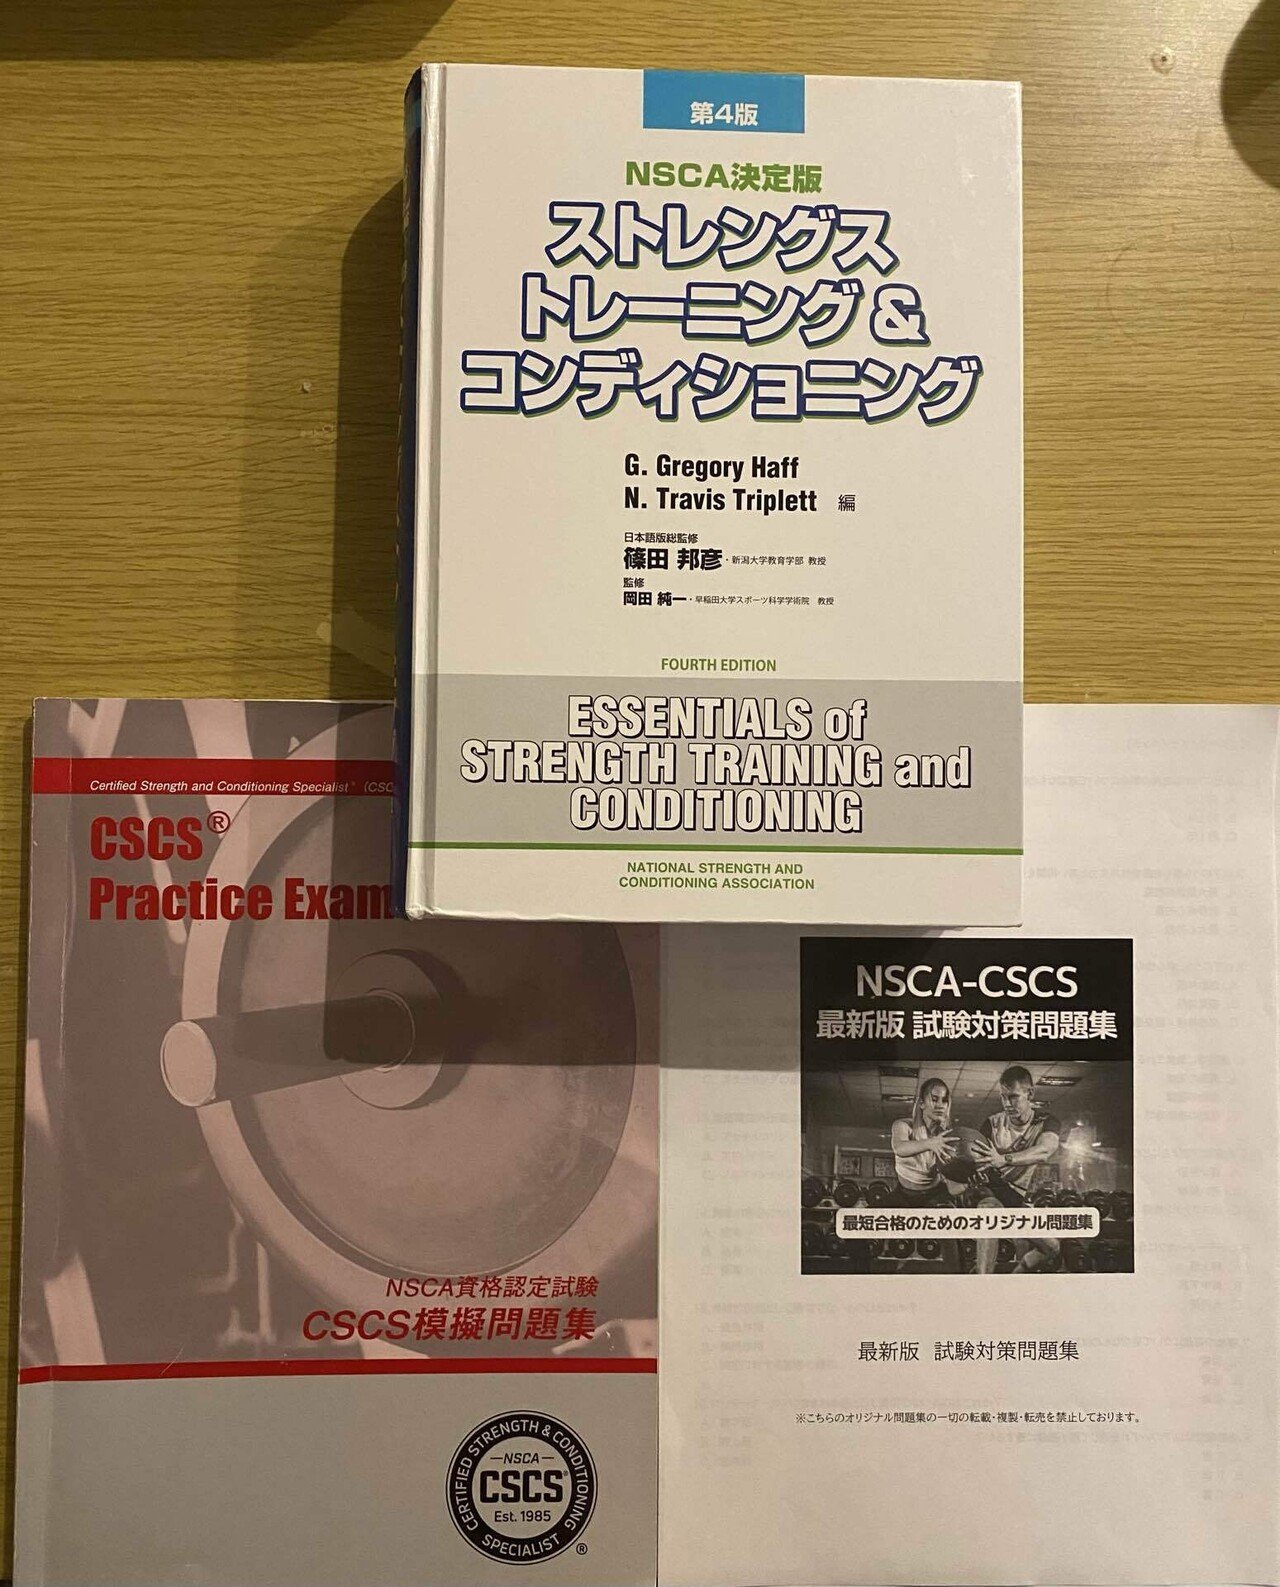 第4版
NSCA決定版
ストレングス
トレーニング&
コンディショニング
G. Gregory Haff
N. Travis Triplett 編
日本語版総監修
篠田 邦彦・新潟大学教育学部 教授
監修
岡田 純一・早稲田大学スポーツ科学学術院 教授
FOURTH EDITION
ESSENTIALS of
STRENGTH TRAINING and
CONDITIONING
NATIONAL STRENGTH AND
CONDITIONING ASSOCIATION
Certified Strength and Conditioning Specialist® (CSC
CSCS®
Practice Exam
NSCA資格認定試験
CSCS模擬問題集
CERTIFIED STRENGTH & CONDITIONING SPECIALIST
NSCA
CSCS®
Est. 1985
®
NSCA-CSCS
最新版 試験対策問題集
最短合格のためのオリジナル問題集
最新版 試験対策問題集
※こちらのオリジナル問題集の一切の転載・複製・転売を禁止しております。